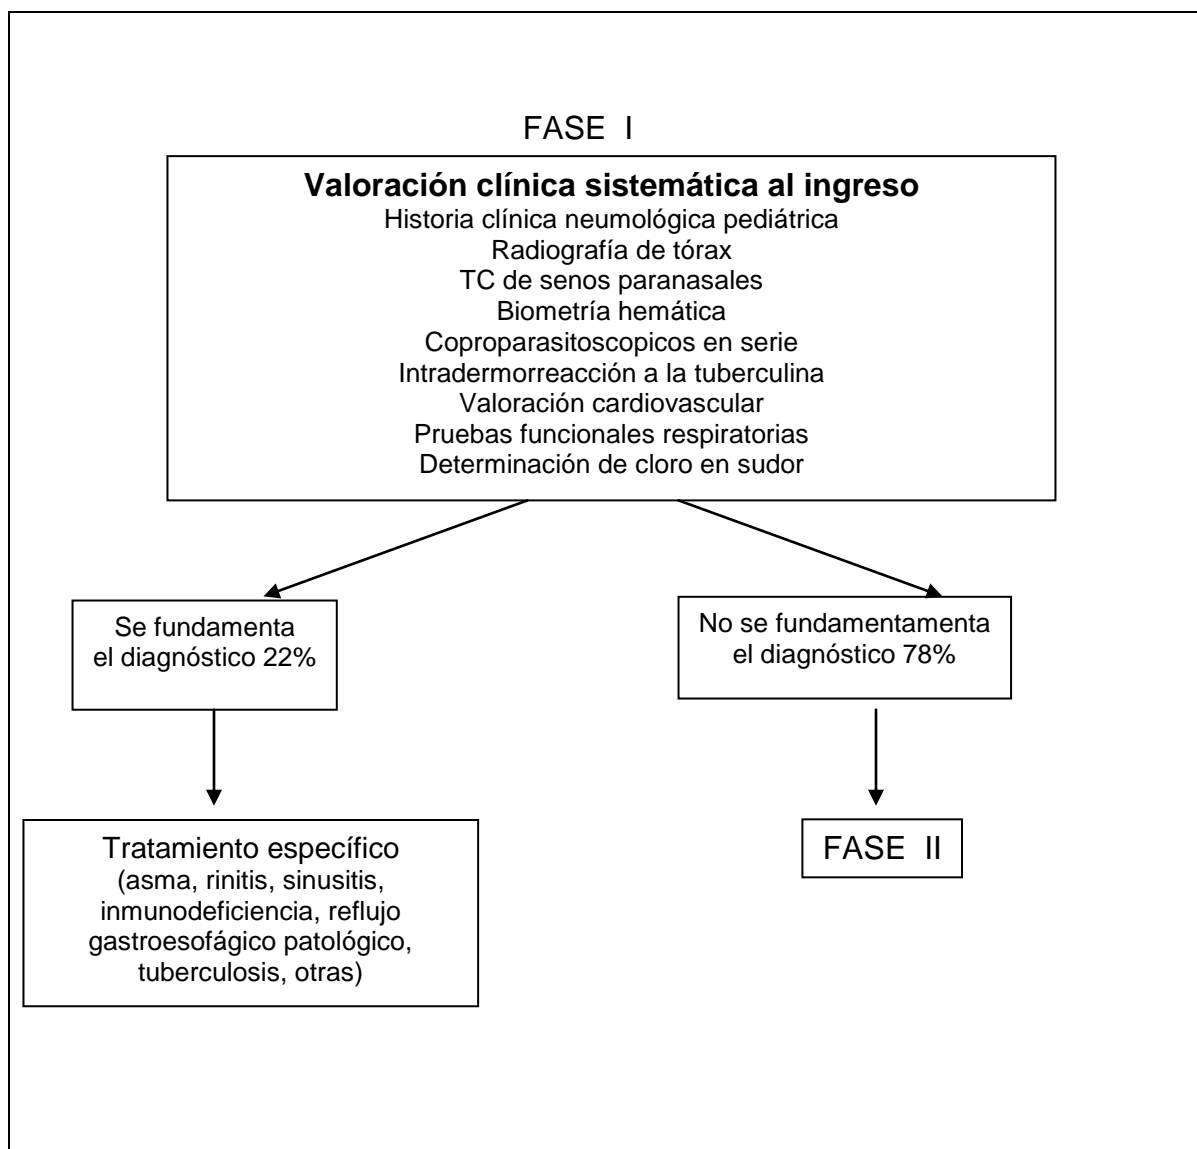 FASE I
Valoración clínica sistemática al ingreso
Historia clínica neumológica pediátrica
Radiografía de tórax
TC de senos paranasales
Biometría hemática
Coproparasitoscopicos en serie
Intradermorreacción a la tuberculina
Valoración cardiovascular
Pruebas funcionales respiratorias
Determinación de cloro en sudor
Se fundamenta
el diagnóstico 22%
No se fundamentamenta
el diagnóstico 78%
Tratamiento específico
(asma, rinitis, sinusitis,
inmunodeficiencia, reflujo
gastroesofágico patológico,
tuberculosis, otras)
FASE II